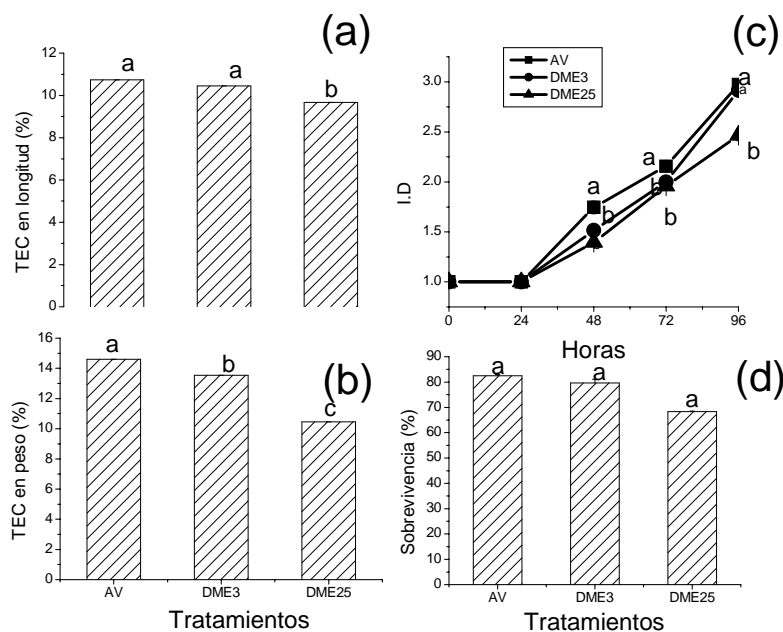 (a)
TEC en longitud (%)
12
10
8
6
4
2
0
a
a
b
(c)
AV
DME3
DME25
I.D
3.0
2.5
2.0
1.5
1.0
a
b
a
b
b
a
a
b
0
24
48
72
96
Horas
(b)
TEC en peso (%)
16
14
12
10
8
6
4
2
0
a
b
c
AV
DME3
DME25
Tratamientos
(d)
Sobrevivencia (%)
90
80
70
60
50
40
30
20
10
0
a
a
a
AV
DME3
DME25
Tratamientos